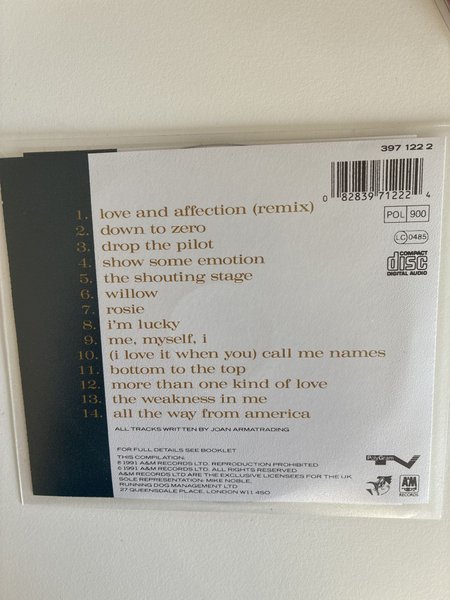 397 122 2
0 82839 71222 4
POL 900
LC 0485
COMPACT
disc
DIGITAL AUDIO
1. love and affection (remix)
2. down to zero
3. drop the pilot
4. show some emotion
5. the shouting stage
6. willow
7. rosie
8. i'm lucky
9. me, myself, i
10. (i love it when you) call me names
11. bottom to the top
12. more than one kind of love
13. the weakness in me
14. all the way from america
ALL TRACKS WRITTEN BY JOAN ARMATRADING
FOR FULL DETAILS SEE BOOKLET
THIS COMPILATION:
℗ 1991 A&M RECORDS LTD. REPRODUCTION PROHIBITED
© 1991 A&M RECORDS LTD. ALL RIGHTS RESERVED
A&M RECORDS LTD ARE THE EXCLUSIVE LICENSEES FOR THE UK
SOLE REPRESENTATION: MIKE NOBLE,
RUNNING DOG MANAGEMENT LTD
27 QUEENSDALE PLACE, LONDON W11 4SQ
PolyGram
TV
A&M
RECORDS